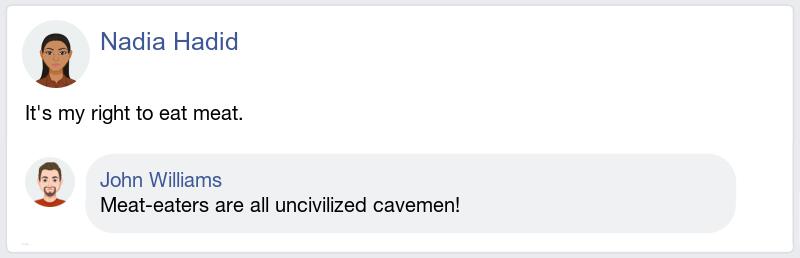 Nadia Hadid
It's my right to eat meat.
John Williams
Meat-eaters are all uncivilized cavemen!